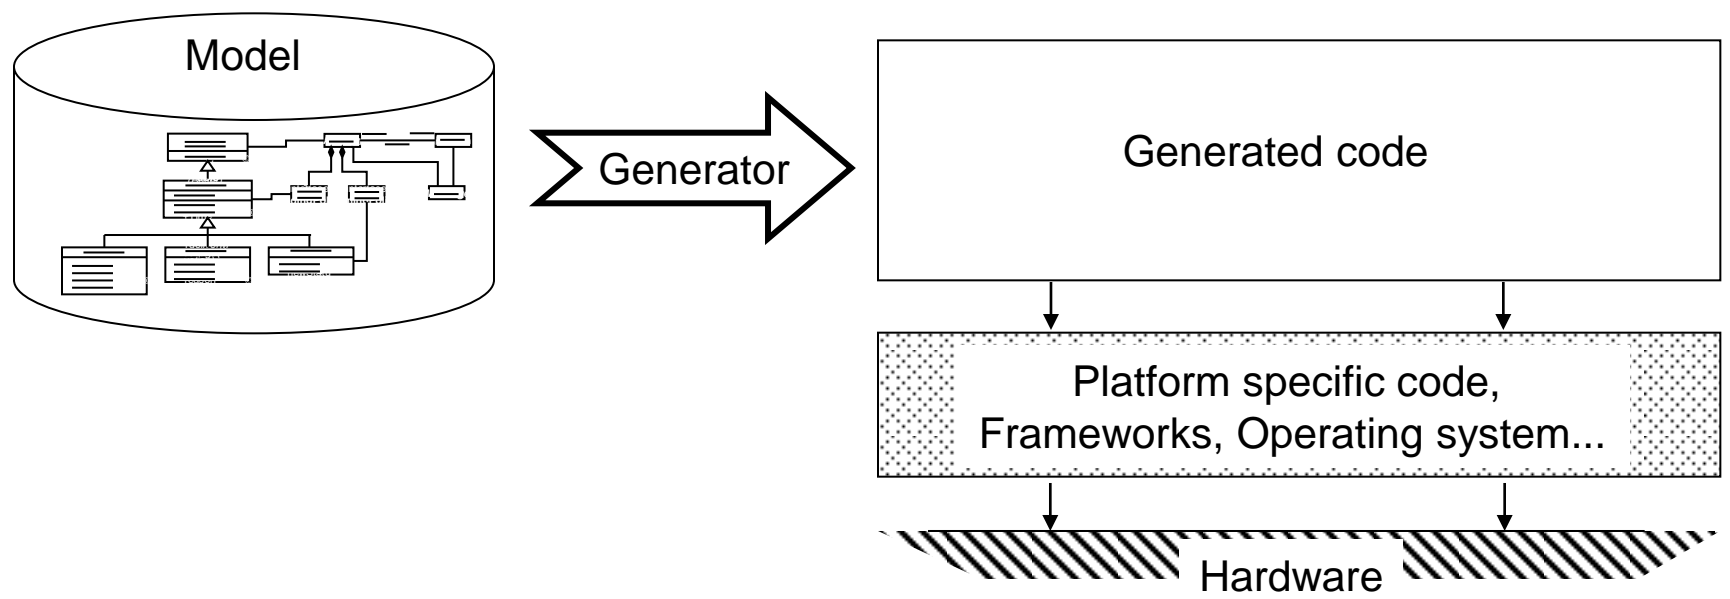 Model
Generator
Generated code
Platform specific code,
Frameworks, Operating system...
Hardware